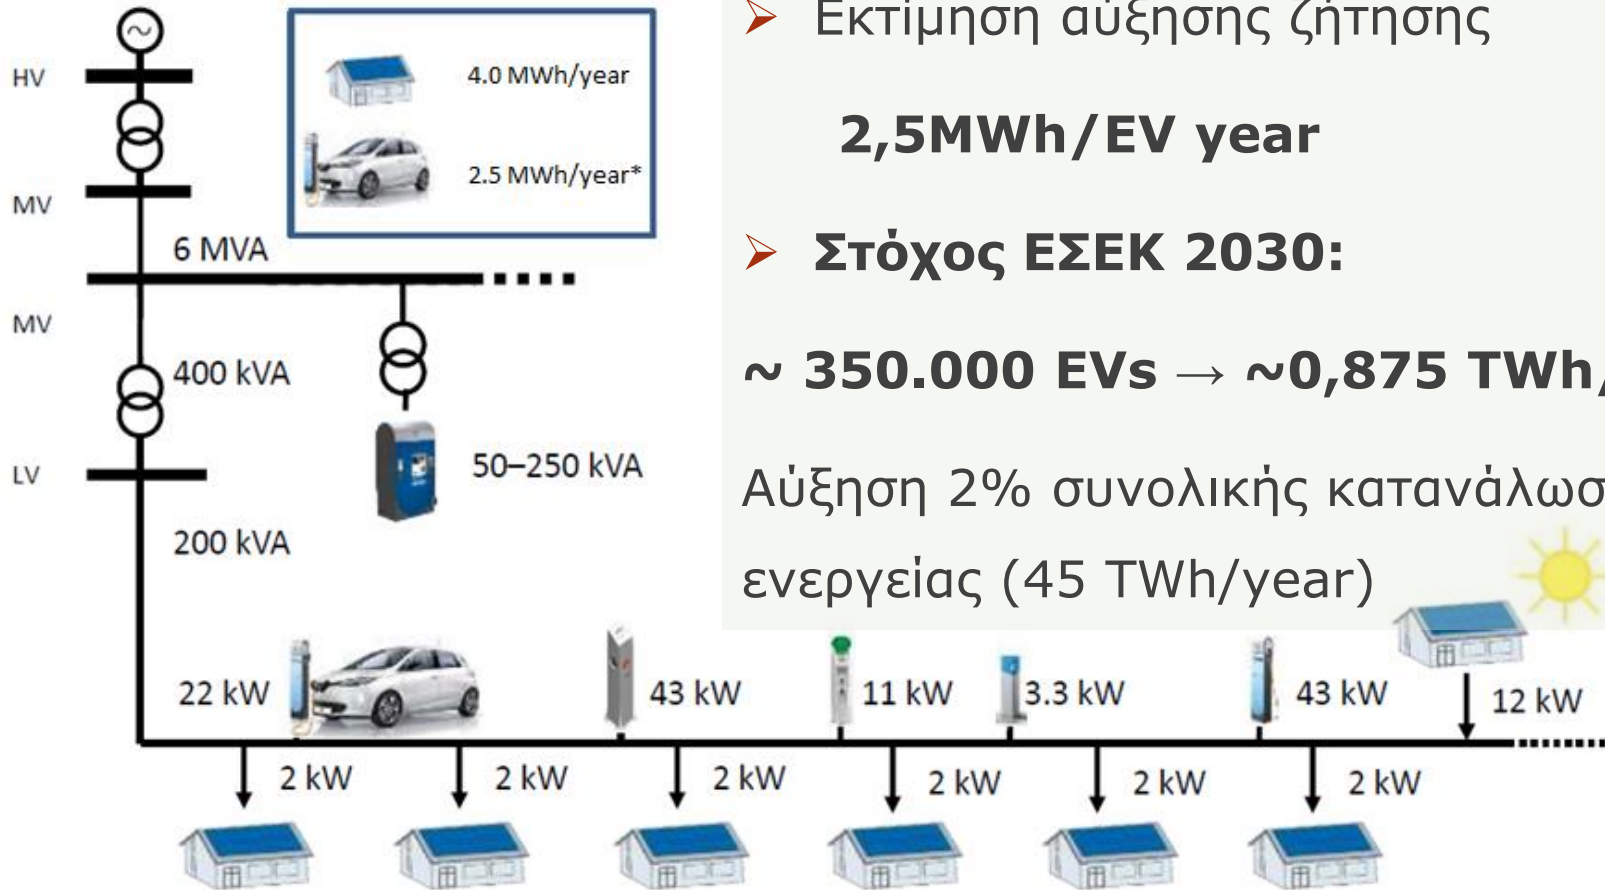 HV
4.0 MWh/year
2.5 MWh/year*
MV
6 MVA
MV
400 kVA
50–250 kVA
LV
200 kVA
Εκτίμηση αύξησης ζήτησης
2,5MWh/EV year
Στόχος ΕΣΕΚ 2030:
~ 350.000 EVs → ~0,875 TWh/
Αύξηση 2% συνολικής
ενεργείας (45 TWh/year)
22 kW
43 kW
11 kW
3.3 kW
43 kW
12 kW
2 kW
2 kW
2 kW
2 kW
2 kW
2 kW